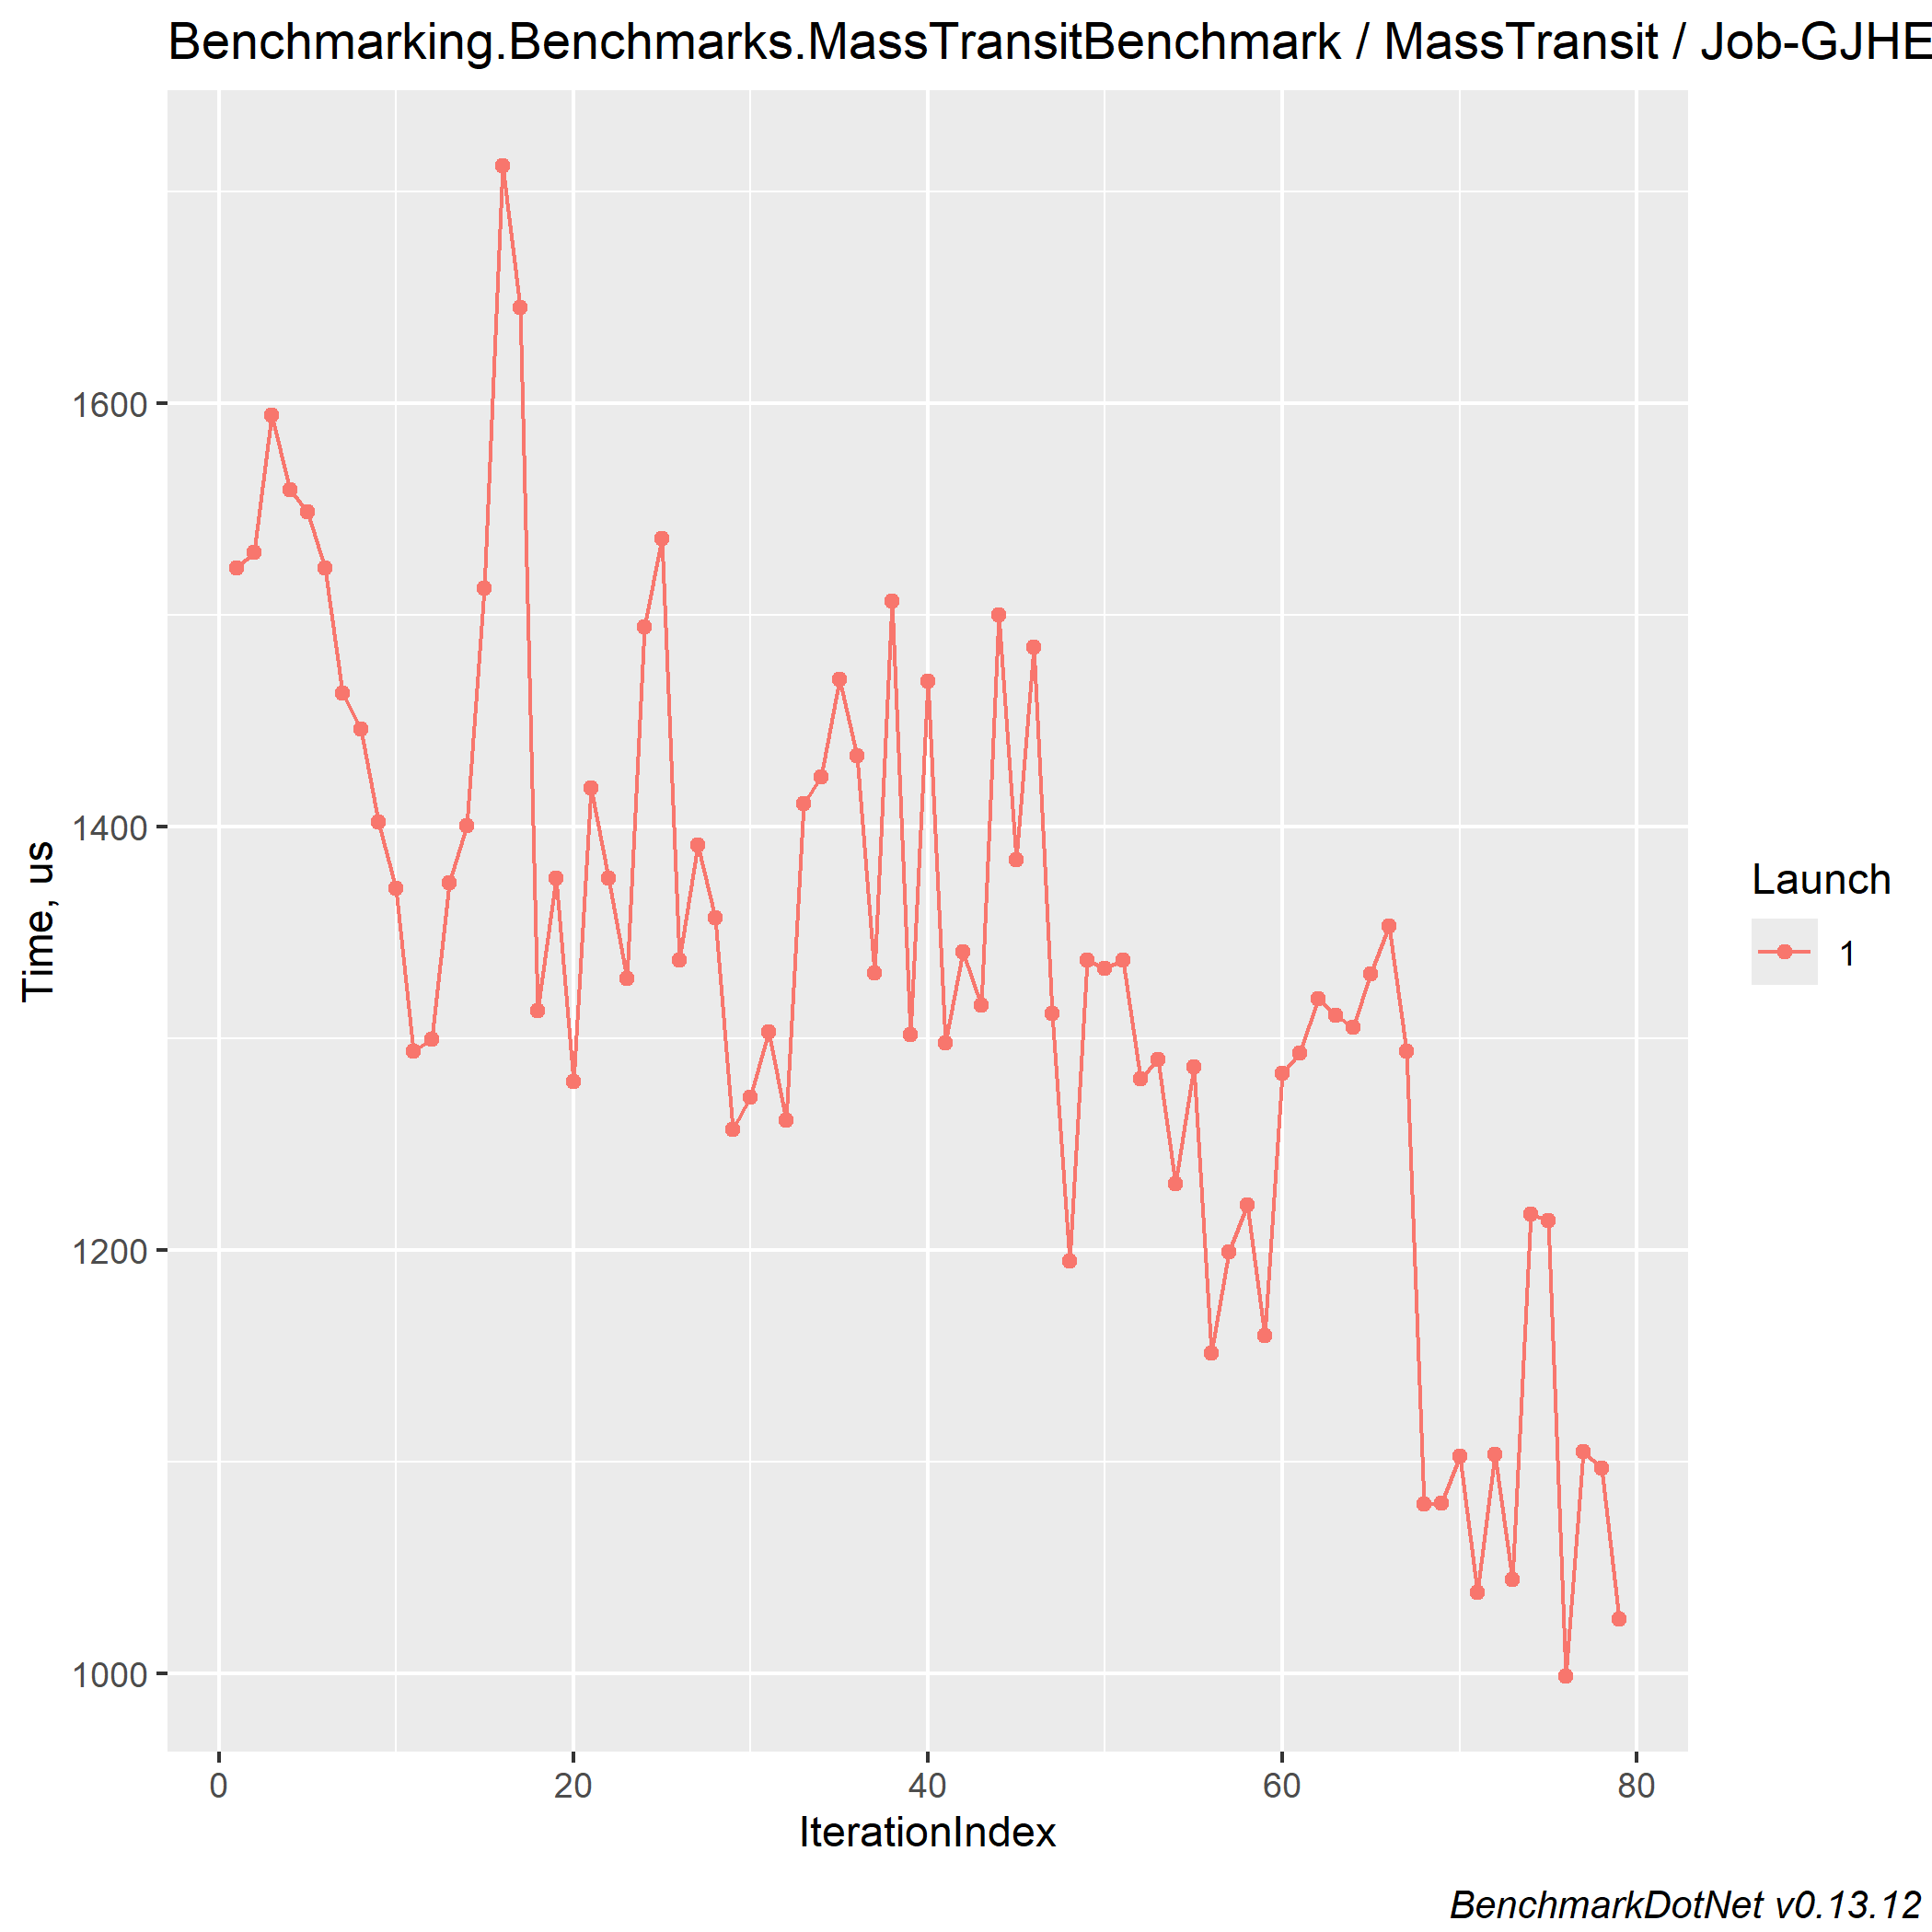 Benchmarking.Benchmarks.MassTransitBenchmark / MassTransit / Job-GJHE
Time, us
1600
1400
1200
1000
0 20 40 60 80
IterationIndex
Launch
1
BenchmarkDotNet v0.13.12